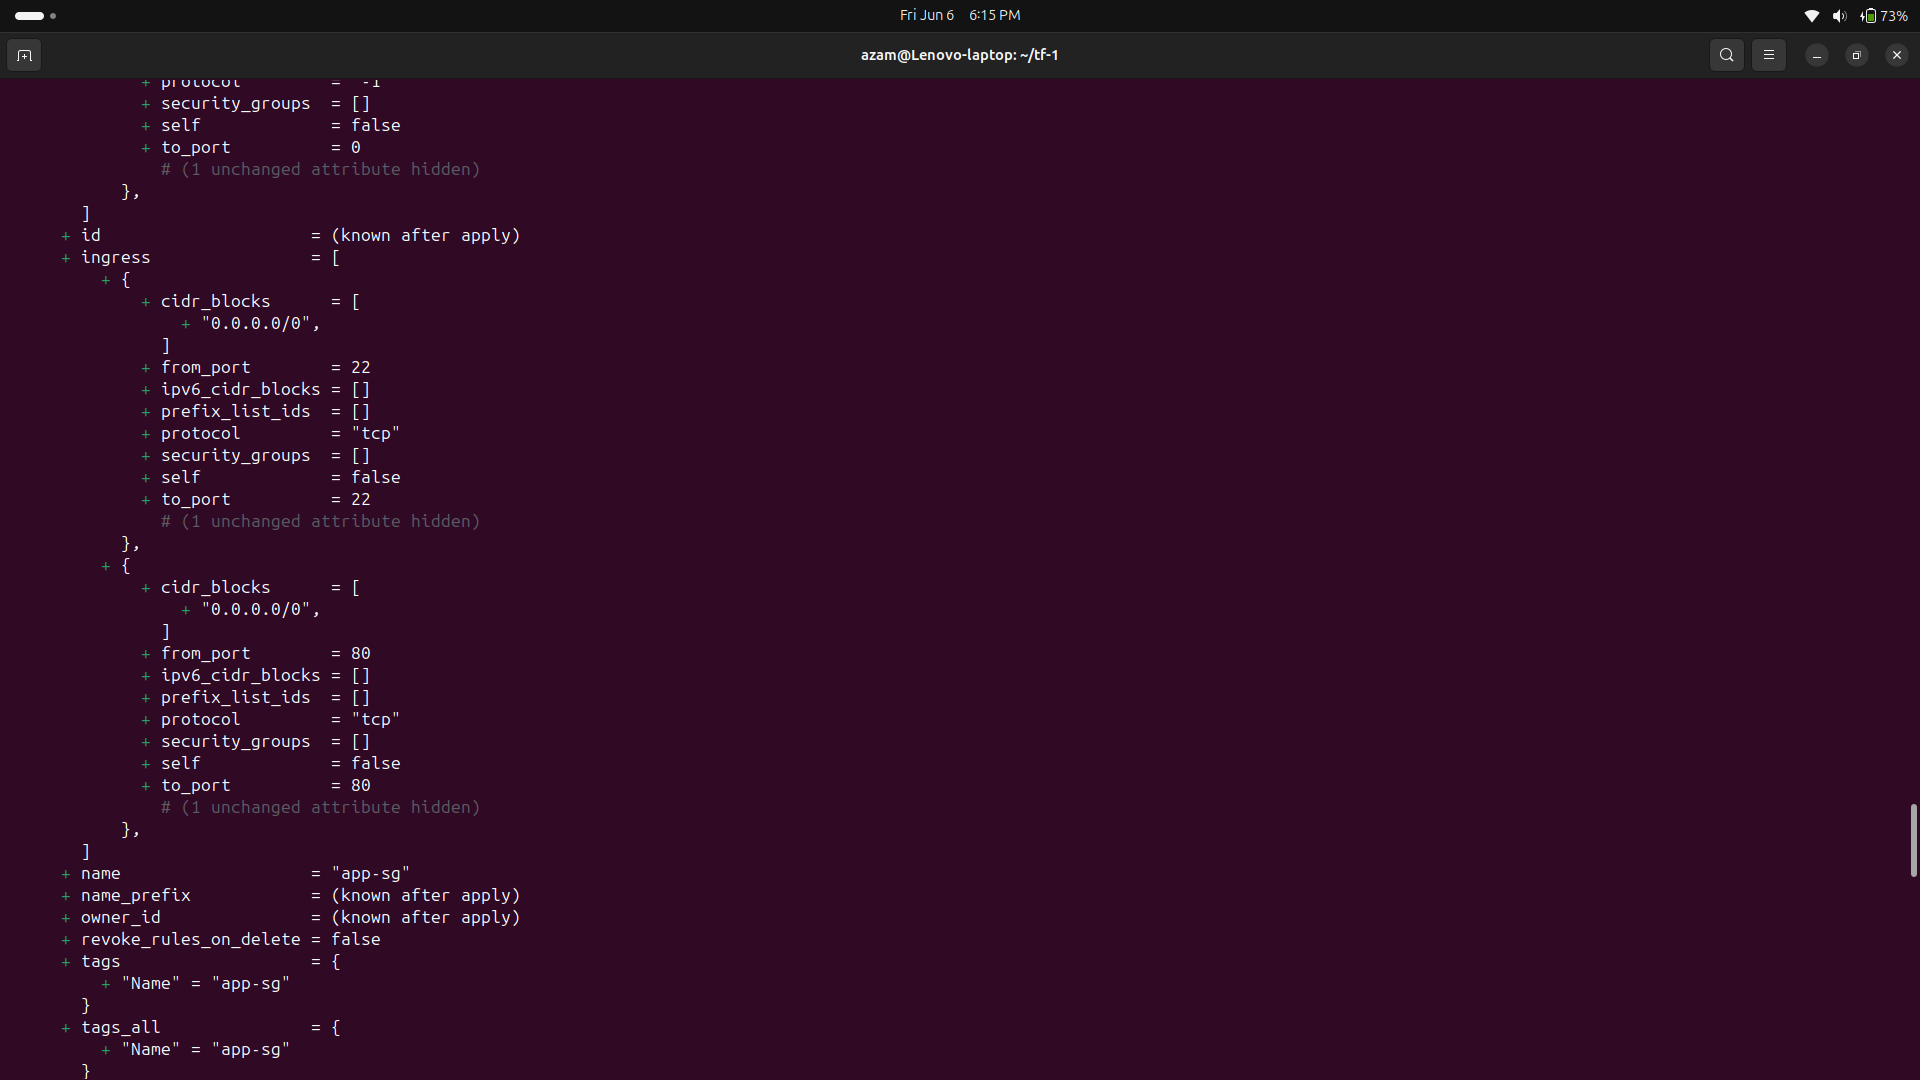 Fri Jun 6 6:15 PM
73%
azam@Lenovo-laptop: ~/tf-1
+ protocol = "-1"
+ security_groups = []
+ self = false
+ to_port = 0
# (1 unchanged attribute hidden)
},
]
+ id = (known after apply)
+ ingress = [
+ {
+ cidr_blocks = [
+ "0.0.0.0/0",
]
+ from_port = 22
+ ipv6_cidr_blocks = []
+ prefix_list_ids = []
+ protocol = "tcp"
+ security_groups = []
+ self = false
+ to_port = 22
# (1 unchanged attribute hidden)
},
+ {
+ cidr_blocks = [
+ "0.0.0.0/0",
]
+ from_port = 80
+ ipv6_cidr_blocks = []
+ prefix_list_ids = []
+ protocol = "tcp"
+ security_groups = []
+ self = false
+ to_port = 80
# (1 unchanged attribute hidden)
},
]
+ name = "app-sg"
+ name_prefix = (known after apply)
+ owner_id = (known after apply)
+ revoke_rules_on_delete = false
+ tags = {
+ "Name" = "app-sg"
}
+ tags_all = {
+ "Name" = "app-sg"
}